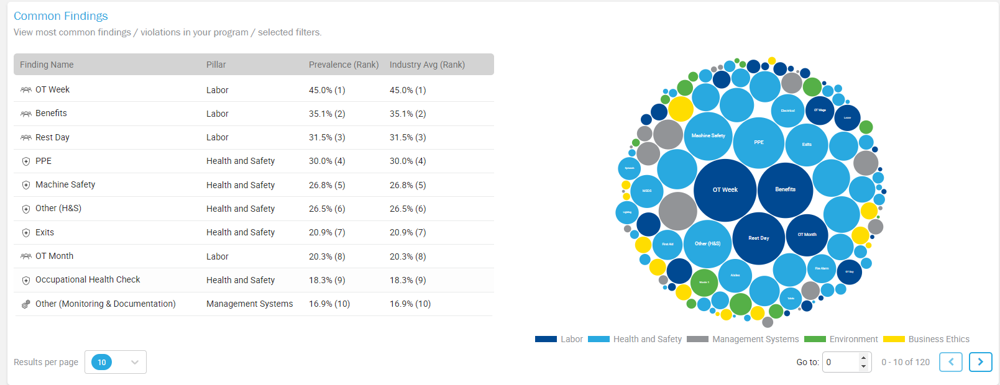 Common Findings
View most common findings / violations in your program / selected filters.
Finding Name Pillar Prevalence (Rank) Industry Avg (Rank)
OT Week Labor 45.0% (1) 45.0% (1)
Benefits Labor 35.1% (2) 35.1% (2)
Rest Day Labor 31.5% (3) 31.5% (3)
PPE Health and Safety 30.0% (4) 30.0% (4)
Machine Safety Health and Safety 26.8% (5) 26.8% (5)
Other (H&S) Health and Safety 26.5% (6) 26.5% (6)
Exits Health and Safety 20.9% (7) 20.9% (7)
OT Month Labor 20.3% (8) 20.3% (8)
Occupational Health Check Health and Safety 18.3% (9) 18.3% (9)
Other (Monitoring & Documentation) Management Systems 16.9% (10) 16.9% (10)
Results per page 10
Electrical
OT Wage
Machine Safety
PPE
Exits
MSDS
OT Week
Benefits
Lighting
Rest Day
OT Month
First Aid
Other (H&S)
Fire Alarm
OT Day
Aisles
Toilets
Labor Health and Safety Management Systems Environment Business Ethics
Go to: 0 0 - 10 of 120